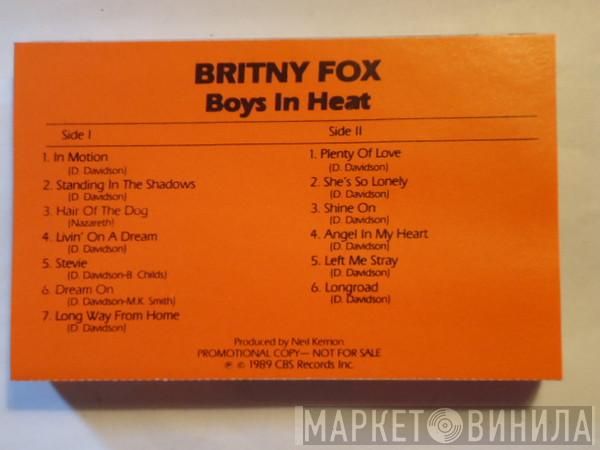 BRITNY FOX
Boys In Heat
Side I
1. In Motion
(D. Davidson)
2. Standing In The Shadows
(D. Davidson)
3. Hair Of The Dog
(Nazareth)
4. Livin' On A Dream
(D. Davidson)
5. Stevie
(D. Davidson-B. Childs)
6. Dream On
(D. Davidson-M.K. Smith)
7. Long Way From Home
(D. Davidson)
Side II
1. Plenty Of Love
(D. Davidson)
2. She's So Lonely
(D. Davidson)
3. Shine On
(D. Davidson)
4. Angel In My Heart
(D. Davidson)
5. Left Me Stray
(D. Davidson)
6. Longroad
(D. Davidson)
Produced by Neil Kernon
PROMOTIONAL COPY— NOT FOR SALE
℗ © 1989 CBS Records Inc.
МАРКЕТ ВИНИЛА